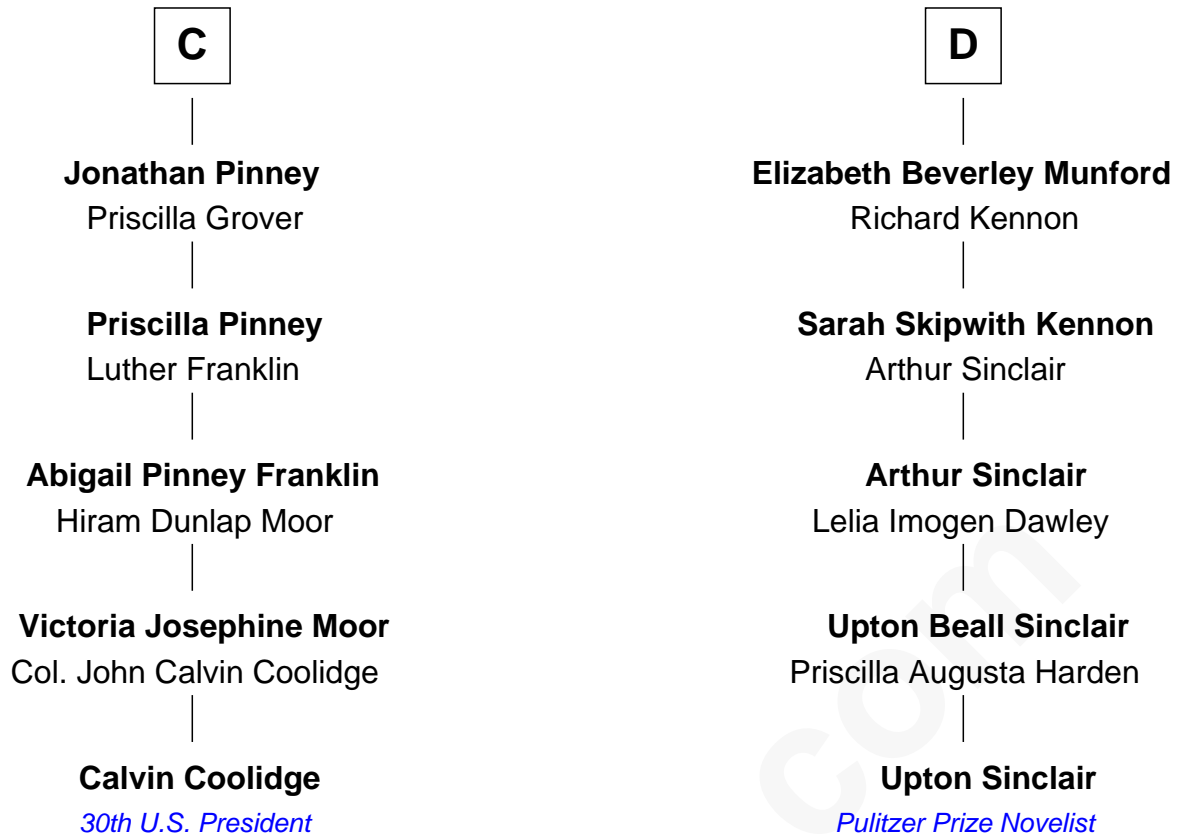 C
Jonathan Pinney
Priscilla Grover
Priscilla Pinney
Luther Franklin
Abigail Pinney Franklin
Hiram Dunlap Moor
Victoria Josephine Moor
Col. John Calvin Coolidge
Calvin Coolidge
30th U.S. President
D
Elizabeth Beverley Munford
Richard Kennon
Sarah Skipwith Kennon
Arthur Sinclair
Arthur Sinclair
Lelia Imogen Dawley
Upton Beall Sinclair
Priscilla Augusta Harden
Upton Sinclair
Pulitzer Prize Novelist
com